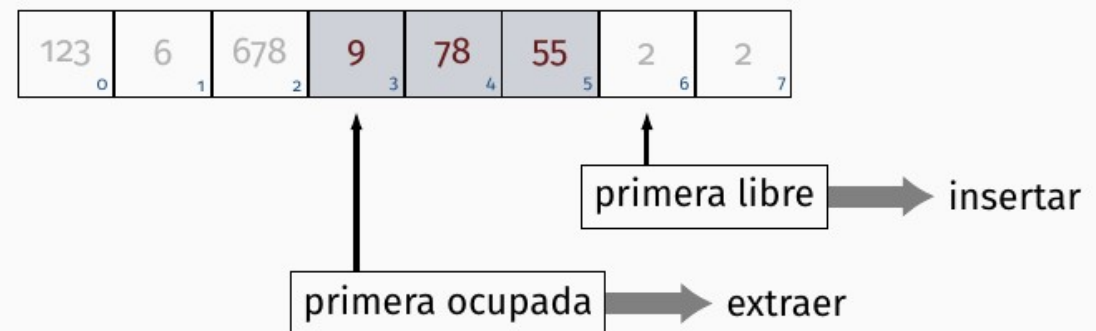 123 6 678 9 78 55 2 2
0 1 2 3 4 5 6 7
primera libre insertar
primera ocupada extraer